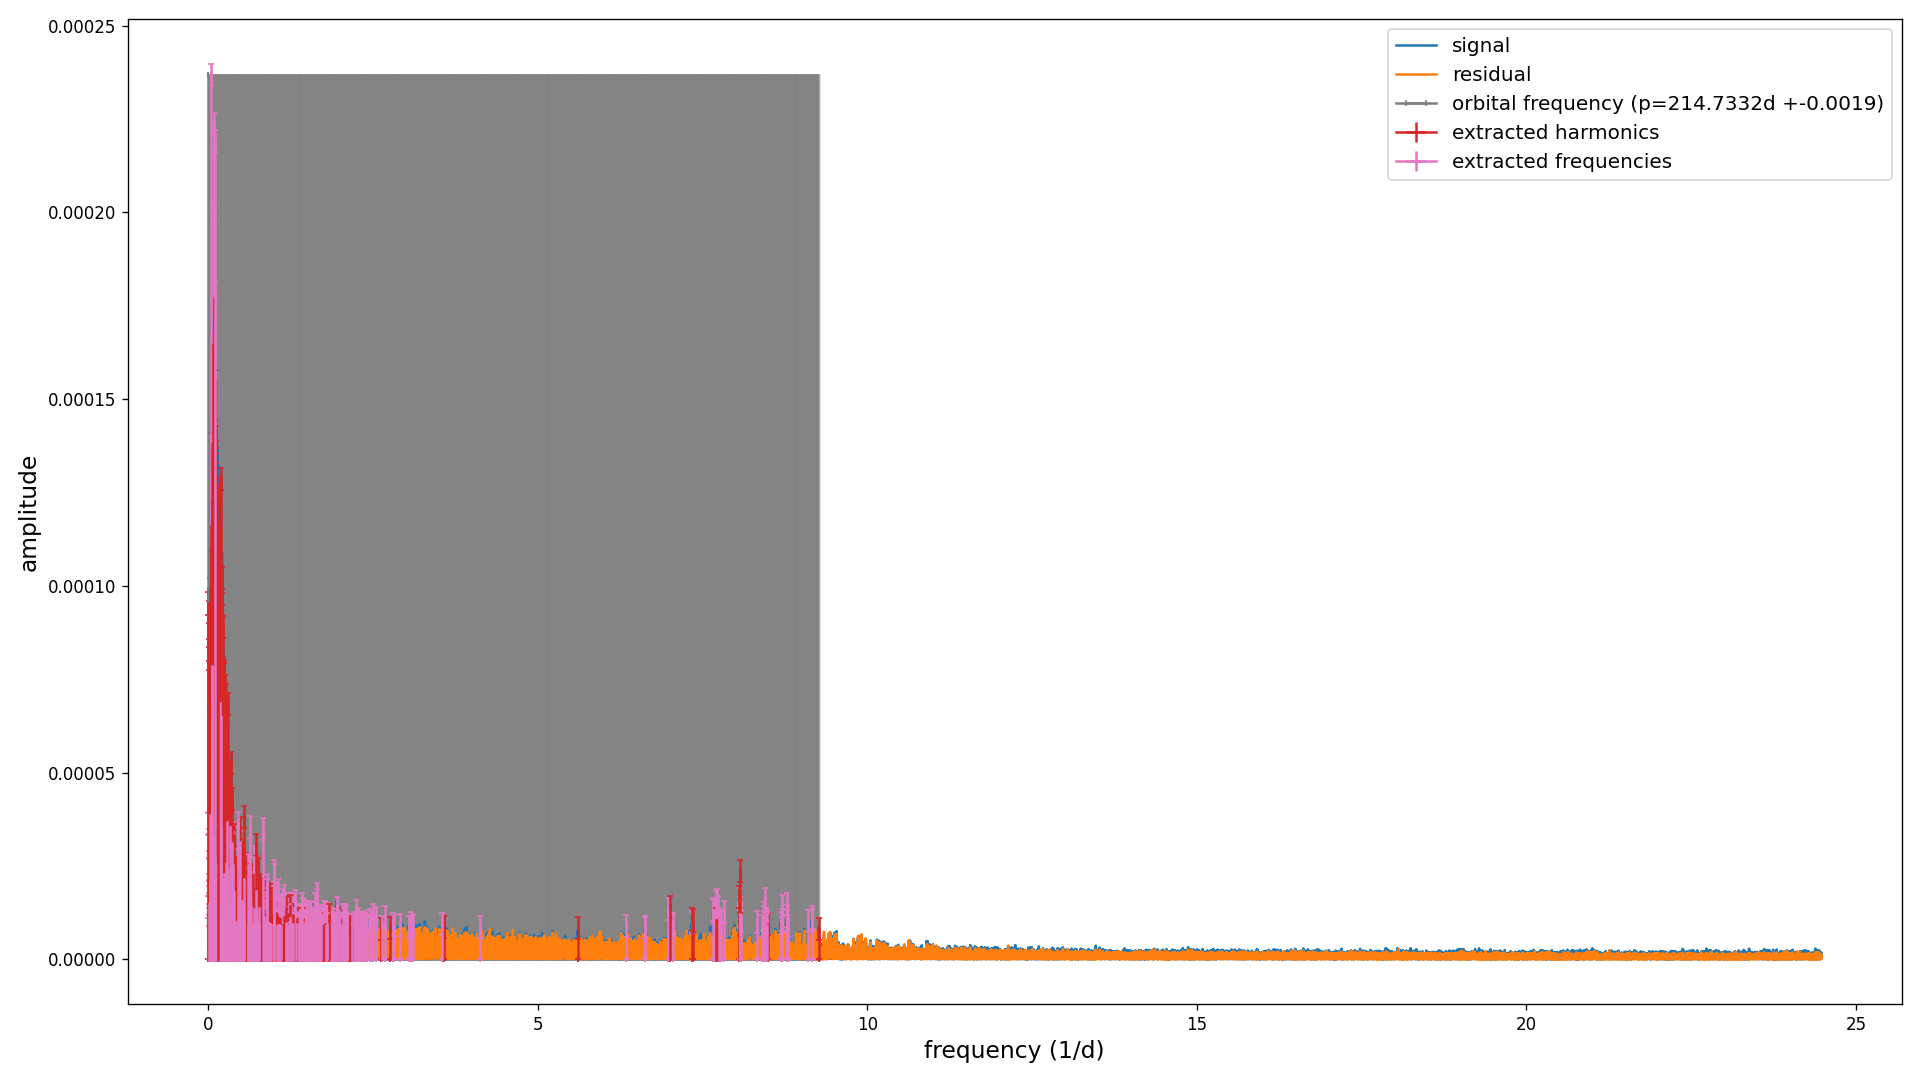 0.00025
0.00020
0.00015
0.00010
0.00005
0.00000
amplitude
0
5
10
15
20
25
frequency (1/d)
signal
residual
orbital frequency (p=214.7332d +-0.0019)
extracted harmonics
extracted frequencies